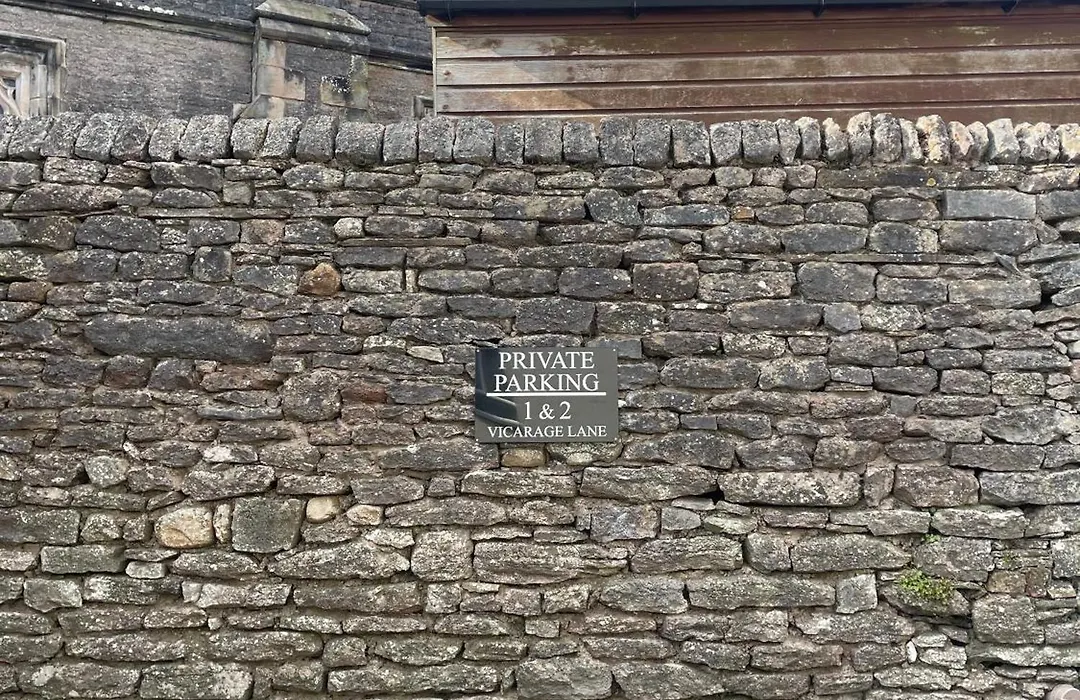 PRIVATE
PARKING
1 & 2
VICARAGE LANE